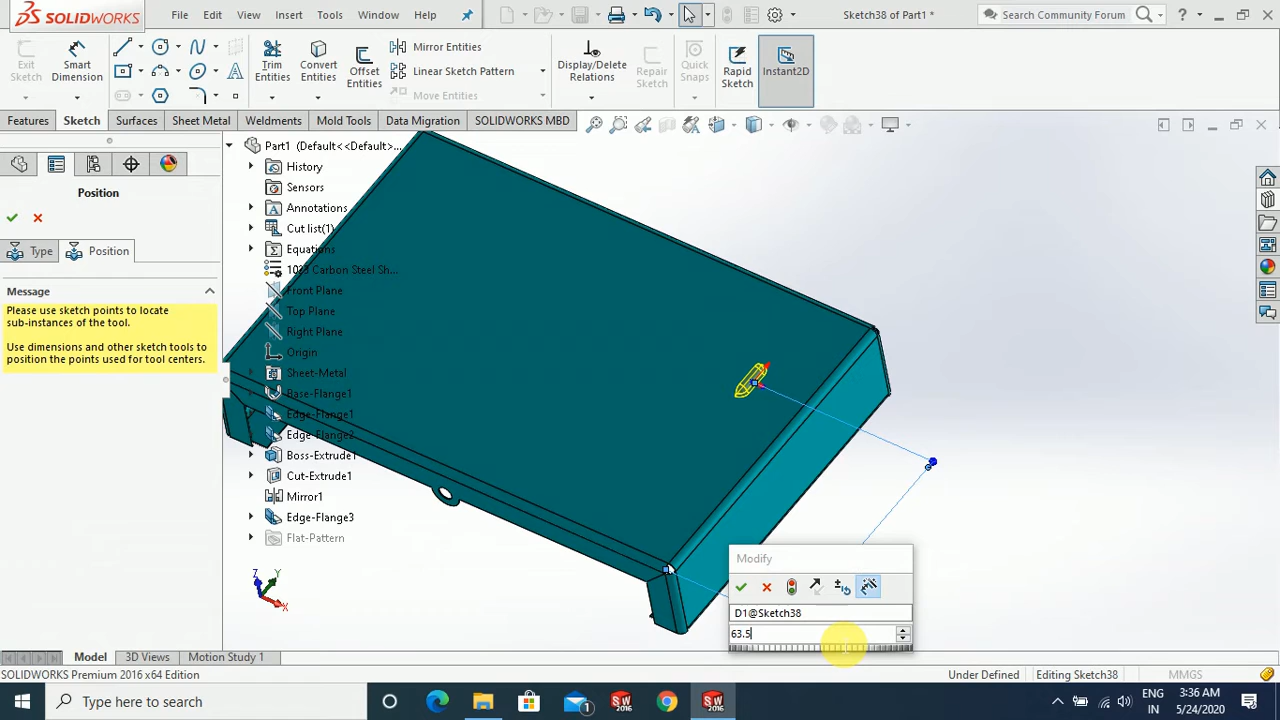 SOLIDWORKS
File
Edit
View
Insert
Tools
Window
Help
Sketch38 of Part1 *
Search Community Forum
?
Exit Sketch
Smart Dimension
Trim Entities
Convert Entities
Offset Entities
Mirror Entities
Linear Sketch Pattern
Move Entities
Display/Delete Relations
Repair Sketch
Quick Snaps
Rapid Sketch
Instant2D
Features
Sketch
Surfaces
Sheet Metal
Weldments
Mold Tools
Data Migration
SOLIDWORKS MBD
Position
Type
Position
Message
Please use sketch points to locate
sub-instances of the tool.
Use dimensions and other sketch tools to
position the points used for tool centers.
Part1 (Default<<Default>...
History
Sensors
Annotations
Cut list(1)
Equations
1023 Carbon Steel Sh...
Front Plane
Top Plane
Right Plane
Origin
Sheet-Metal
Base-Flange1
Edge-Flange1
Edge-Flange2
Boss-Extrude1
Cut-Extrude1
Mirror1
Edge-Flange3
Flat-Pattern
Z
Y
X
Modify
D1@Sketch38
63.5
Model
3D Views
Motion Study 1
SOLIDWORKS Premium 2016 x64 Edition
Under Defined
Editing Sketch38
MMGS
Type here to search
1
SW
2016
SW
2016
ENG
IN
3:36 AM
5/24/2020